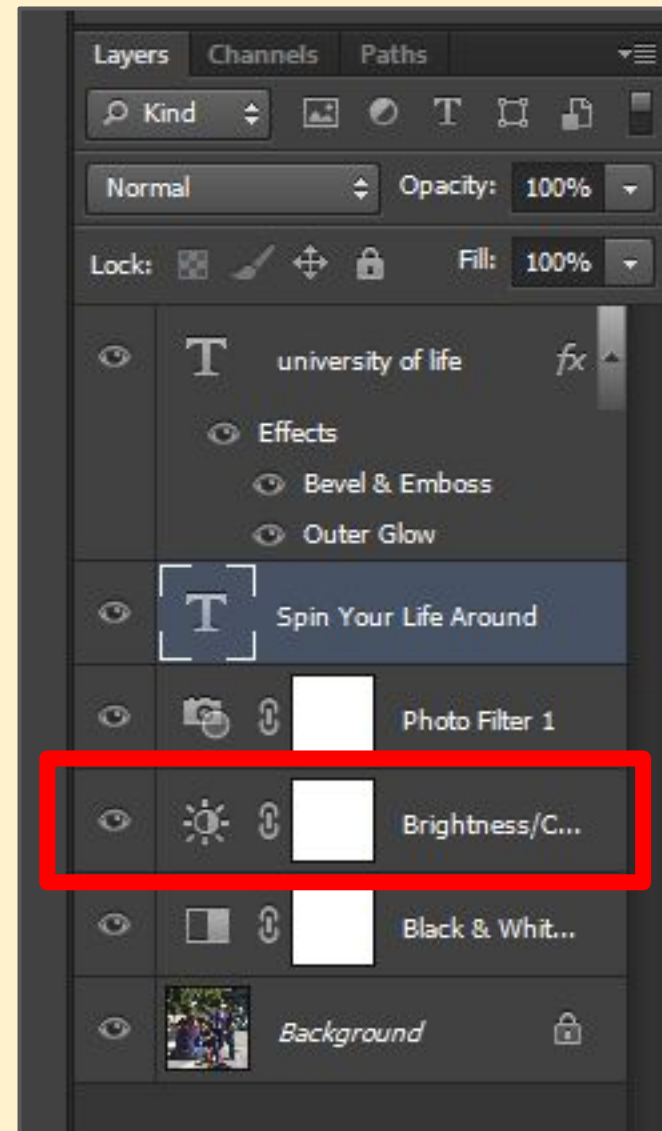 Layers Channels Paths
Kind T
Normal Opacity: 100%
Lock: Fill: 100%
T university of life fx
Effects
Bevel & Emboss
Outer Glow
T Spin Your Life Around
Photo Filter 1
Brightness/C...
Black & Whit...
Background